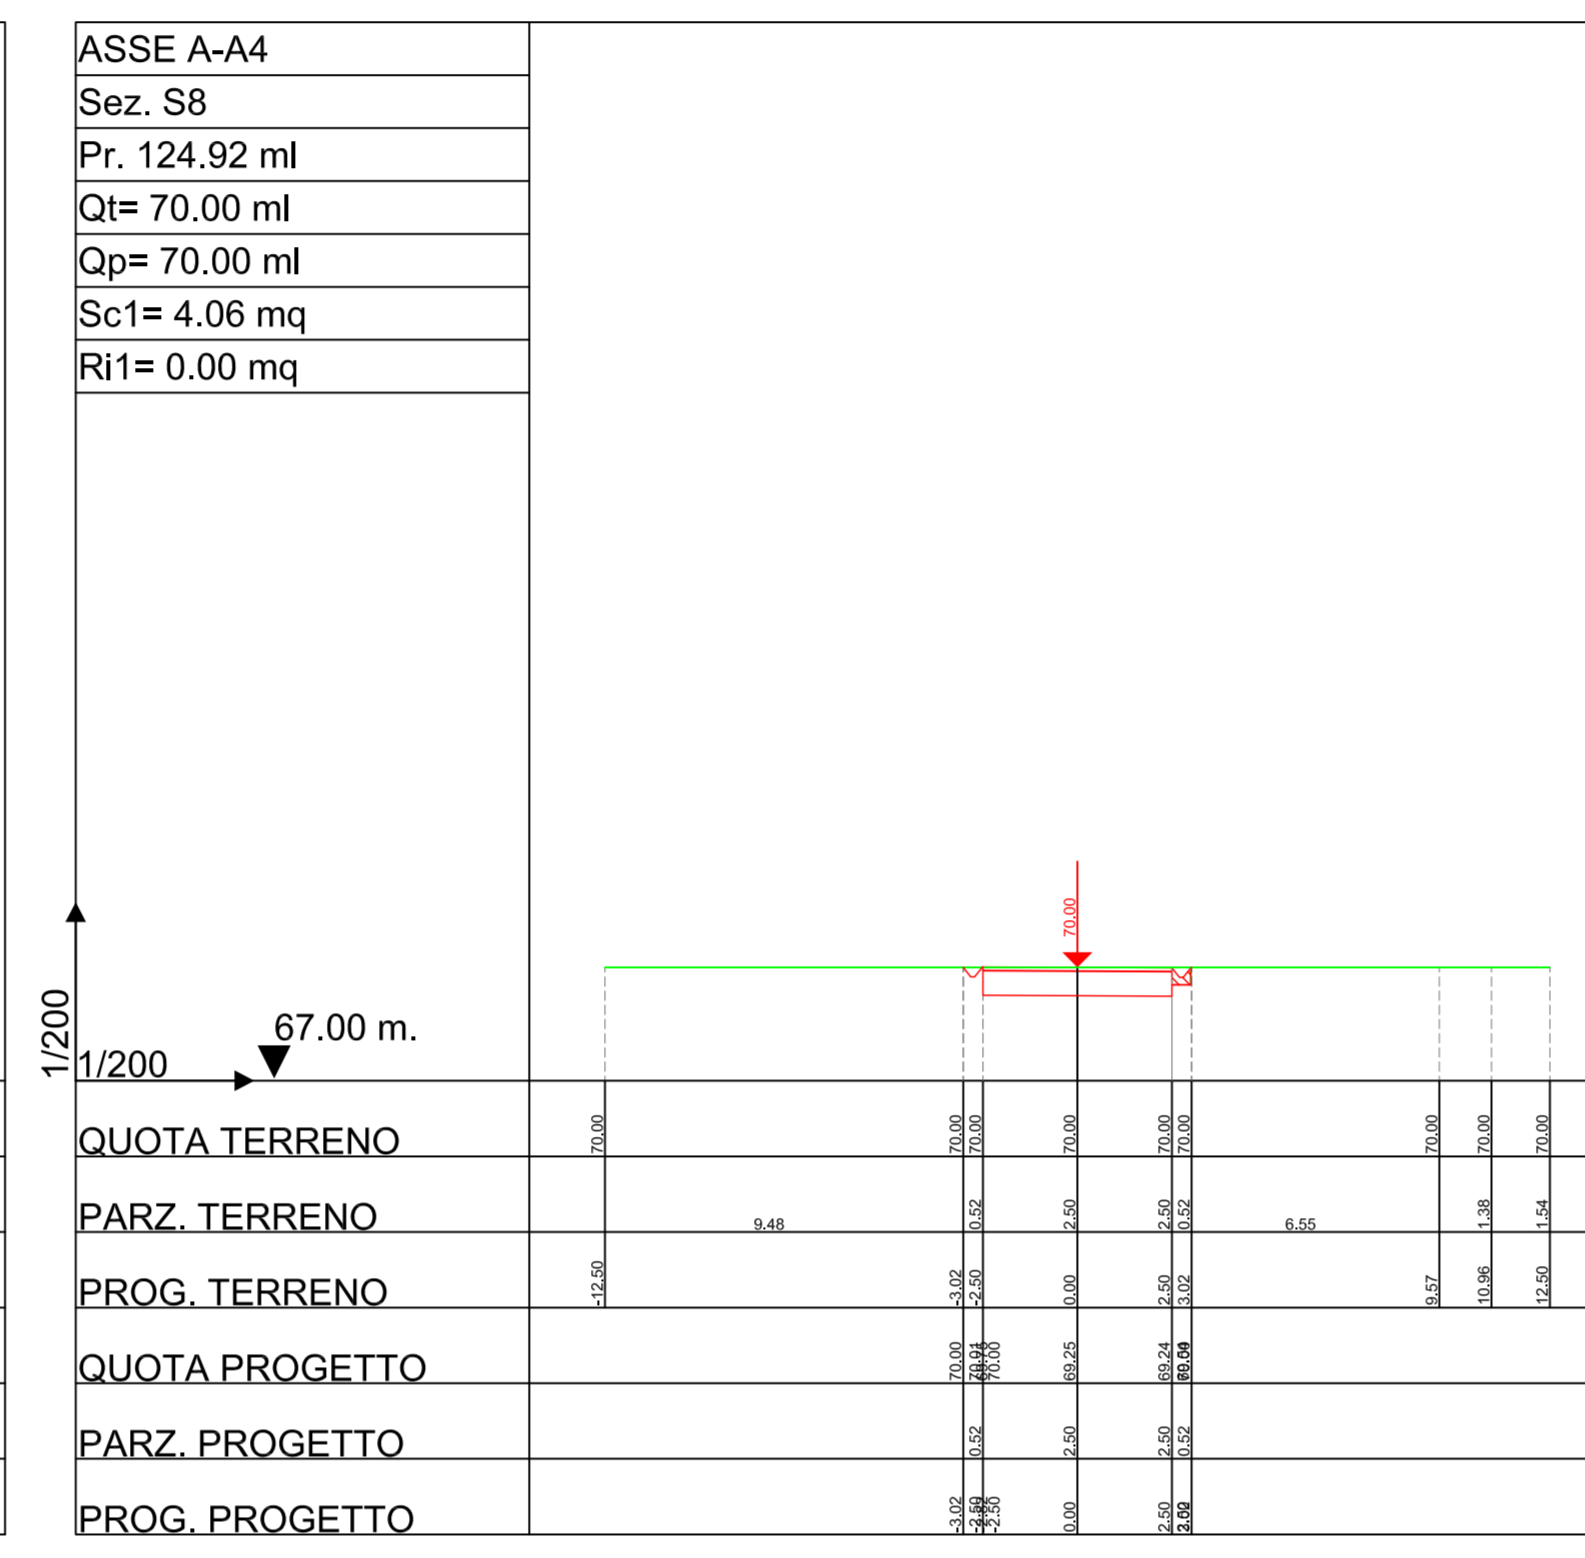 ASSE A-A4
Sez. S8
Pr. 124.92 ml
Qt= 70.00 ml
Qp= 70.00 ml
Sc1= 4.06 mq
Ri1= 0.00 mq
70.00
1/200
67.00 m.
1/200
QUOTA TERRENO 70.00 70.00 70.00 70.00 70.00 70.00 70.00 70.00 70.00
PARZ. TERRENO 9.48 0.52 2.50 2.50 0.52 6.55 1.38 1.54
PROG. TERRENO -12.50 -3.02 -2.50 0.00 2.50 3.02 9.57 10.96 12.50
QUOTA PROGETTO 70.00 70.01 70.00 69.25 69.24
PARZ. PROGETTO 0.52 2.50 2.50 0.52
PROG. PROGETTO -3.02 -2.50 -2.50 0.00 2.50